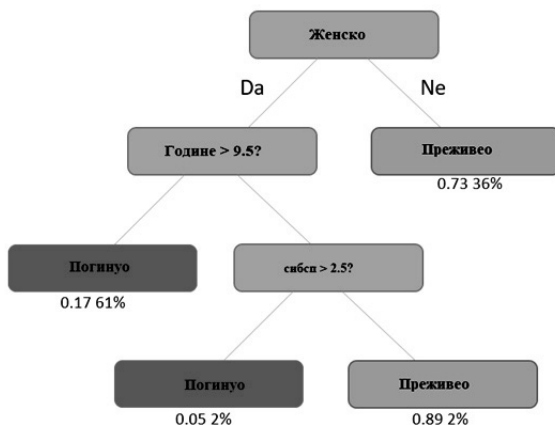 Женско
Da
Ne
Године > 9.5?
Преживео
0.73 36%
Погинуо
0.17 61%
сибсп > 2.5?
Погинуо
0.05 2%
Преживео
0.89 2%